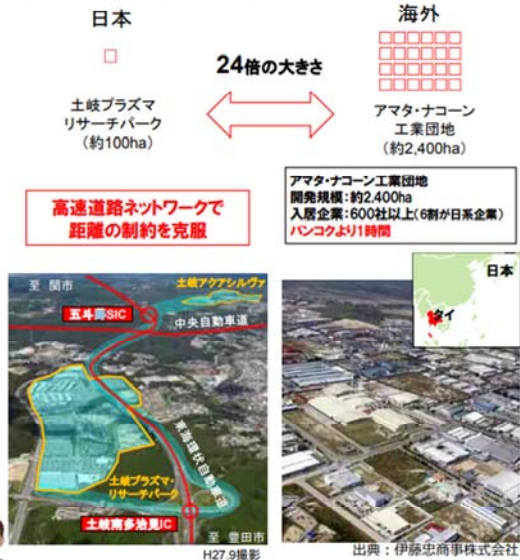 日本
海外
24倍の大きさ
土岐プラズマ
リサーチパーク
(約100ha)
アマタ・ナコーン
工業団地
(約2,400ha)
高速道路ネットワークで
距離の制約を克服
アマタ・ナコーン工業団地
開発規模:約2,400ha
入居企業:600社以上(6割が日系企業)
バンコクより1時間
至 関市
土岐アクアシルヴァ
五斗蒔SIC
中央自動車道
東海環状自動車道
土岐プラズマ・
リサーチパーク
土岐南多治見IC
至 豊田市
H27.9撮影
日本
タイ
出典:伊藤忠商事株式会社